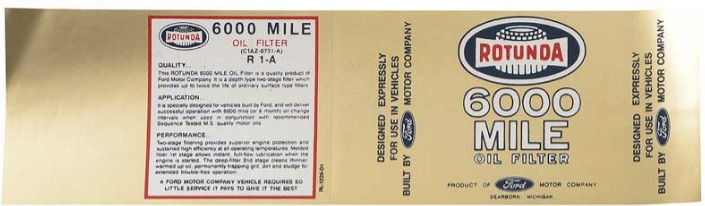 ROTUNDA
6000 MILE
OIL FILTER
(C1AZ-6731-A)
R 1-A
QUALITY...
This ROTUNDA 6000 MILE OIL Filter is a quality product of
Ford Motor Company. It is a depth type two-stage filter which
provides up to twice the life of ordinary surface type filters.
APPLICATION...
It is specially designed for vehicles built by Ford, and will deliver
successful operation with 6000 mile (or 6 month) oil change
intervals when used in conjunction with recommended
Sequence Tested M.S. quality motor oils.
PERFORMANCE...
Two-stage filtering provides superior engine protection and
sustained high efficiency at all operating temperatures. Molded
fiber 1st stage allows instant, full-flow lubrication when the
engine is started. The deep-fiber 2nd stage cleans thinner,
warmed up oil, permanently trapping grit, dirt and sludge for
extended trouble-free operation.
A FORD MOTOR COMPANY VEHICLE REQUIRES SO
LITTLE SERVICE IT PAYS TO GIVE IT THE BEST
DESIGNED EXPRESSLY
FOR USE IN VEHICLES
BUILT BY Ford MOTOR COMPANY
ROTUNDA
6000
MILE
OIL FILTER
PRODUCT OF Ford MOTOR COMPANY
DEARBORN, MICHIGAN
DESIGNED EXPRESSLY
FOR USE IN VEHICLES
BUILT BY Ford MOTOR COMPANY